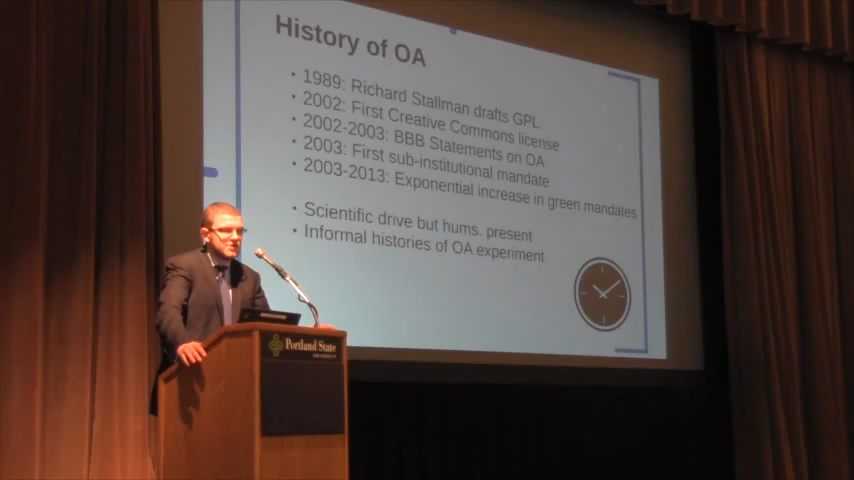 History of OA
• 1989: Richard Stallman drafts GPL
• 2002: First Creative Commons license
• 2002-2003: BBB Statements on OA
• 2003: First sub-institutional mandate
• 2003-2013: Exponential increase in green mandates
• Scientific drive but hums. present
• Informal histories of OA experiment
Portland State
UNIVERSITY